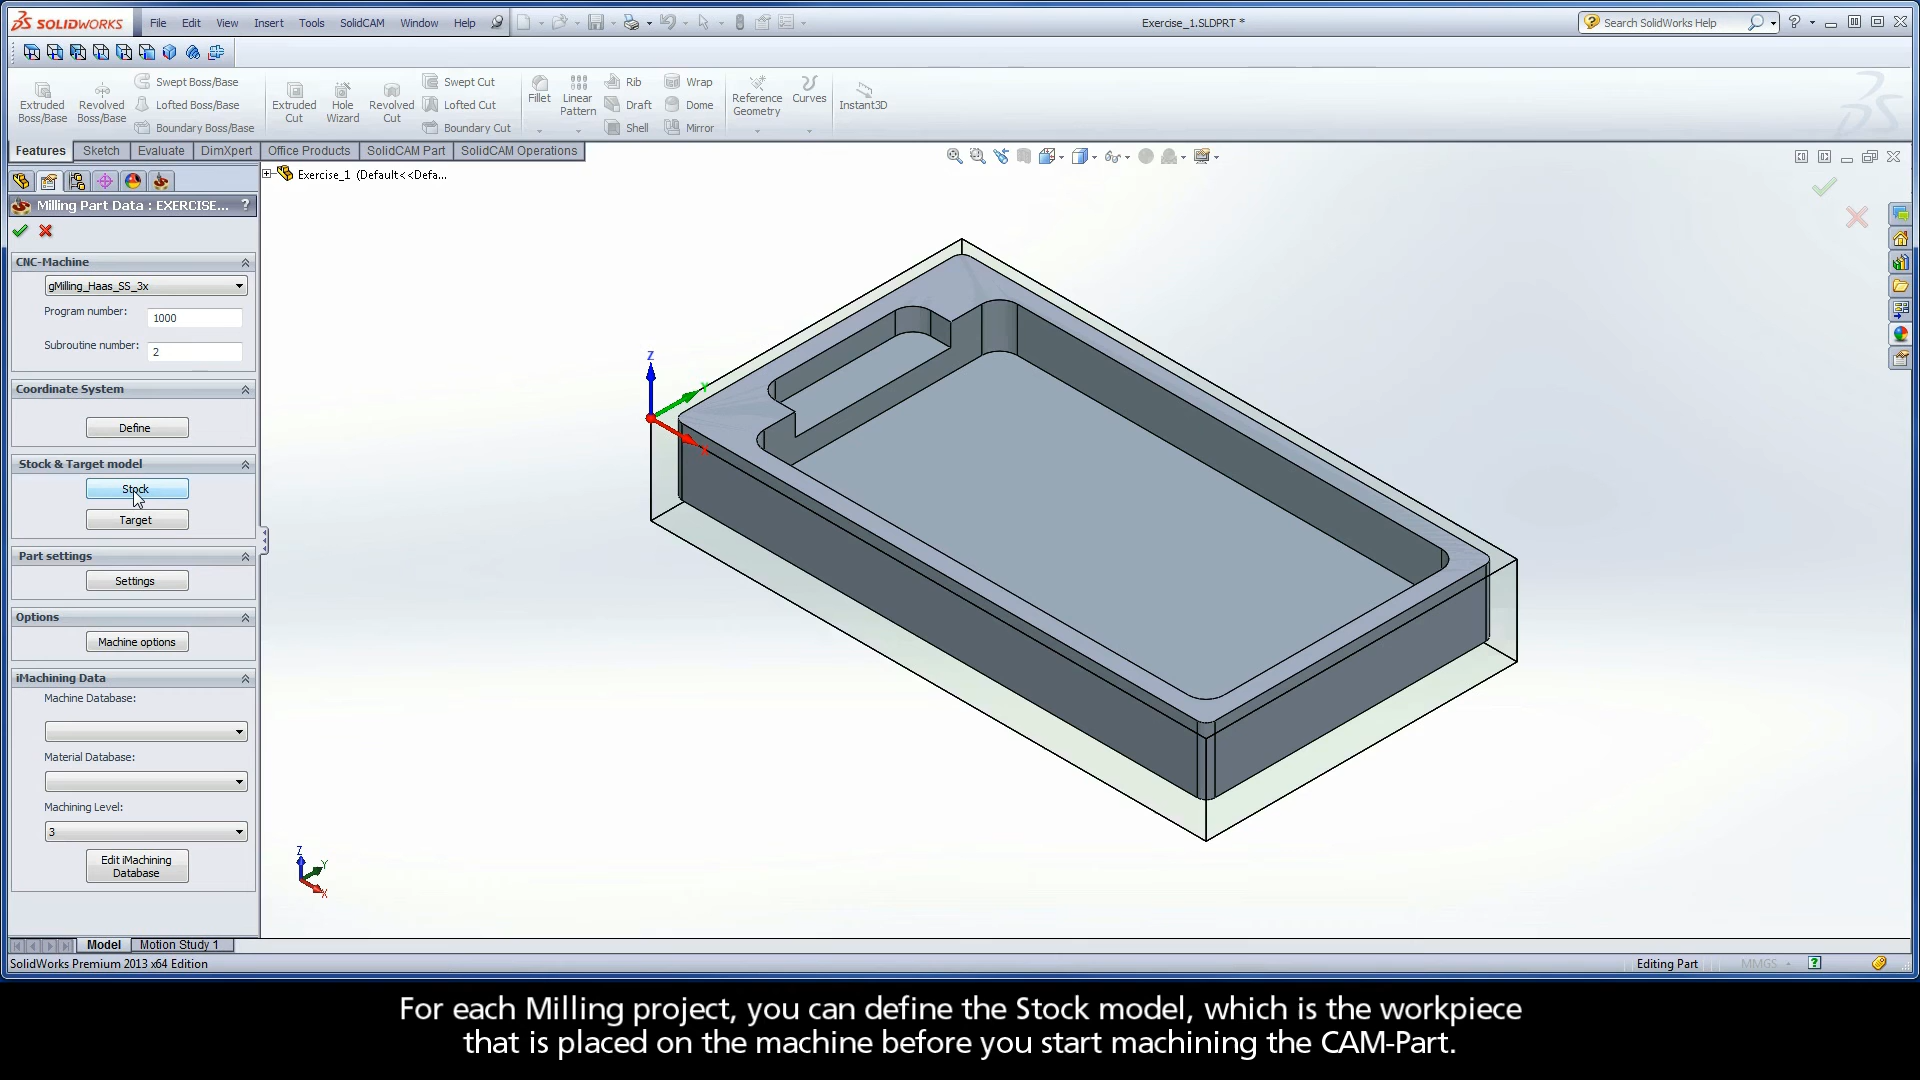 SOLIDWORKS File Edit View Insert Tools SolidCAM Window Help Exercise_1.SLDPRT * Search SolidWorks Help
Extruded Boss/Base
Revolved Boss/Base
Swept Boss/Base
Lofted Boss/Base
Boundary Boss/Base
Extruded Cut
Hole Wizard
Revolved Cut
Swept Cut
Lofted Cut
Boundary Cut
Fillet
Linear Pattern
Rib
Draft
Shell
Wrap
Dome
Mirror
Reference Geometry
Curves
Instant3D
Features Sketch Evaluate DimXpert Office Products SolidCAM Part SolidCAM Operations
Exercise_1 (Default<<Defa...
Milling Part Data : EXERCISE... ?
CNC-Machine
gMilling_Haas_SS_3x
Program number: 1000
Subroutine number: 2
Coordinate System
Define
Stock & Target model
Stock
Target
Part settings
Settings
Options
Machine options
iMachining Data
Machine Database:
Material Database:
Machining Level:
3
Edit iMachining
Database
Z
Y
X
Z
Y
X
Model Motion Study 1
SolidWorks Premium 2013 x64 Edition Editing Part MMGS
For each Milling project, you can define the Stock model, which is the workpiece
that is placed on the machine before you start machining the CAM-Part.